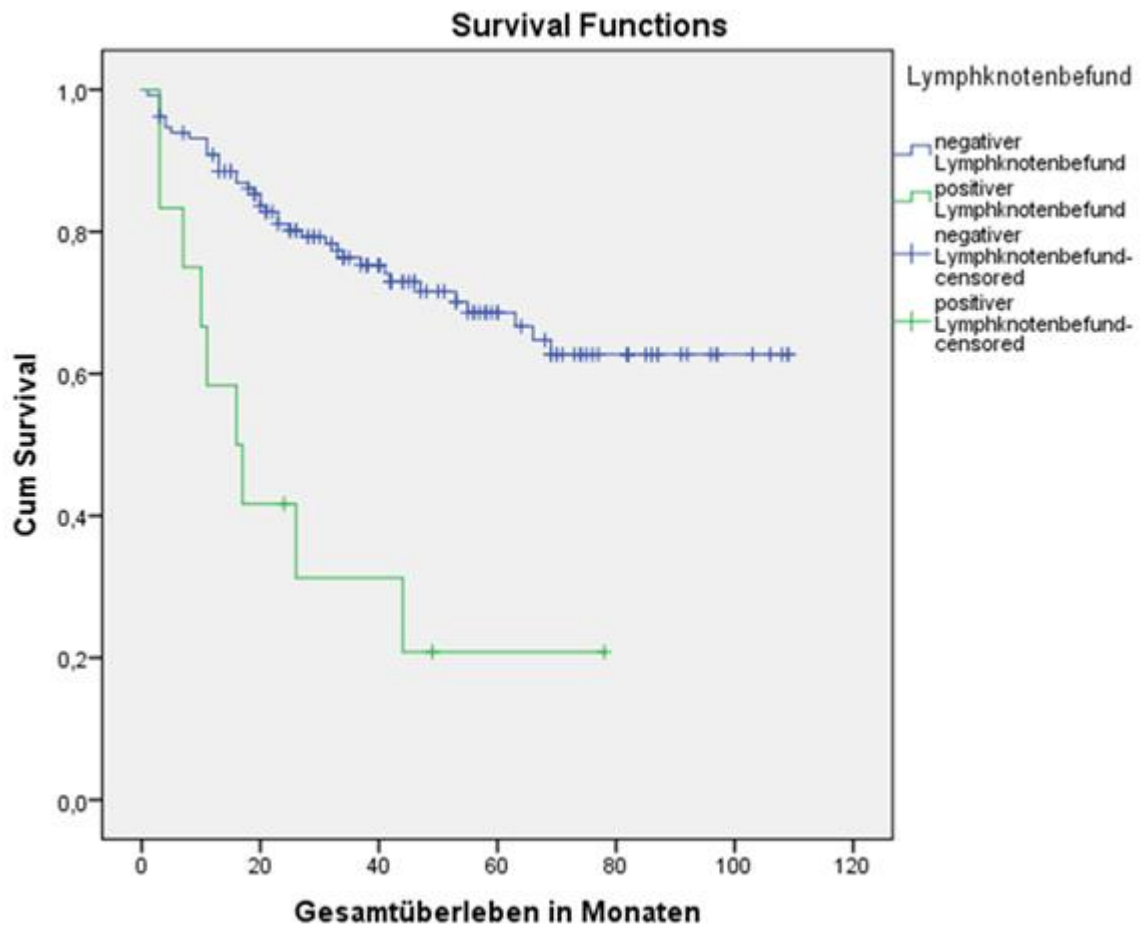 Survival Functions
Cum Survival
1,0
0,8
0,6
0,4
0,2
0,0
0 20 40 60 80 100 120
Gesamtüberleben in Monaten
Lymphknotenbefund
negativer
Lymphknotenbefund
positiver
Lymphknotenbefund
negativer
Lymphknotenbefund-
censored
positiver
Lymphknotenbefund-
censored